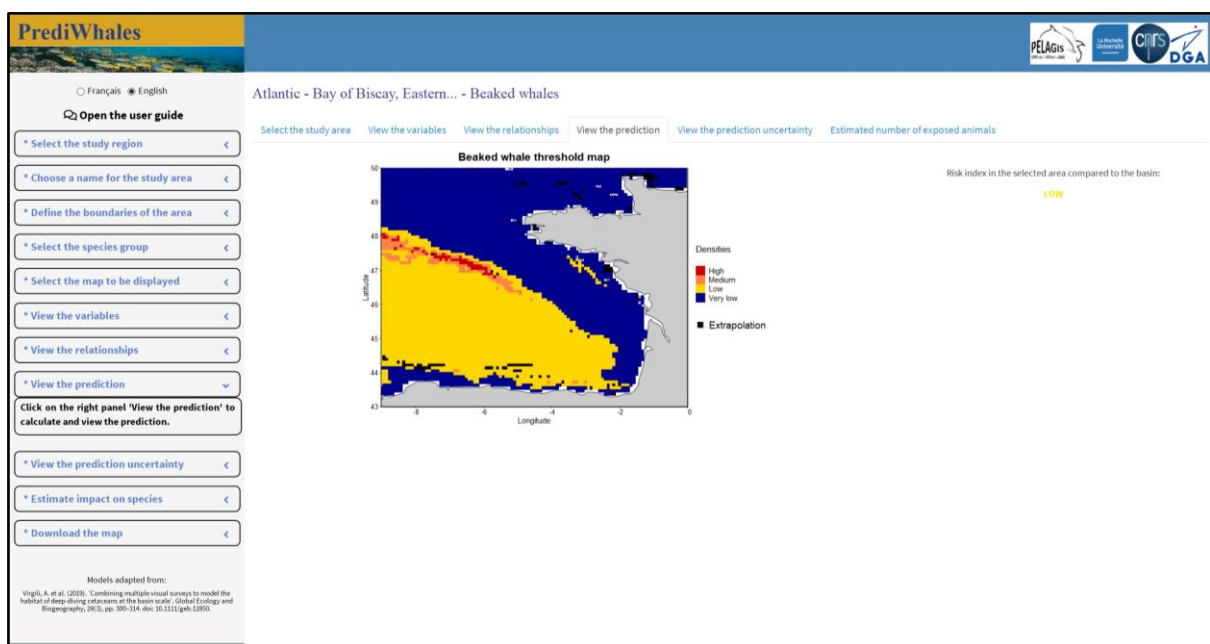 PrediWhales
PELAGIS
La Rochelle
Université
cnrs
DGA
Français English
Open the user guide
* Select the study region
* Choose a name for the study area
* Define the boundaries of the area
* Select the species group
* Select the map to be displayed
* View the variables
* View the relationships
* View the prediction
Click on the right panel 'View the prediction' to
calculate and view the prediction.
* View the prediction uncertainty
* Estimate impact on species
* Download the map
Models adapted from:
Virgili, A. et al. (2019). 'Combining multiple visual surveys to model the
habitat of deep-diving cetaceans at the basin scale'. Global Ecology and
Biogeography, 28(3), pp. 300–314. doi: 10.1111/geb.12850.
Atlantic - Bay of Biscay, Eastern... - Beaked whales
Select the study area View the variables View the relationships View the prediction View the prediction uncertainty Estimated number of exposed animals
Beaked whale threshold map
50
49
48
47
46
45
44
43
Latitude
-8 -6 -4 -2 0
Longitude
Densities
High
Medium
Low
Very low
Extrapolation
Risk index in the selected area compared to the basin:
LOW